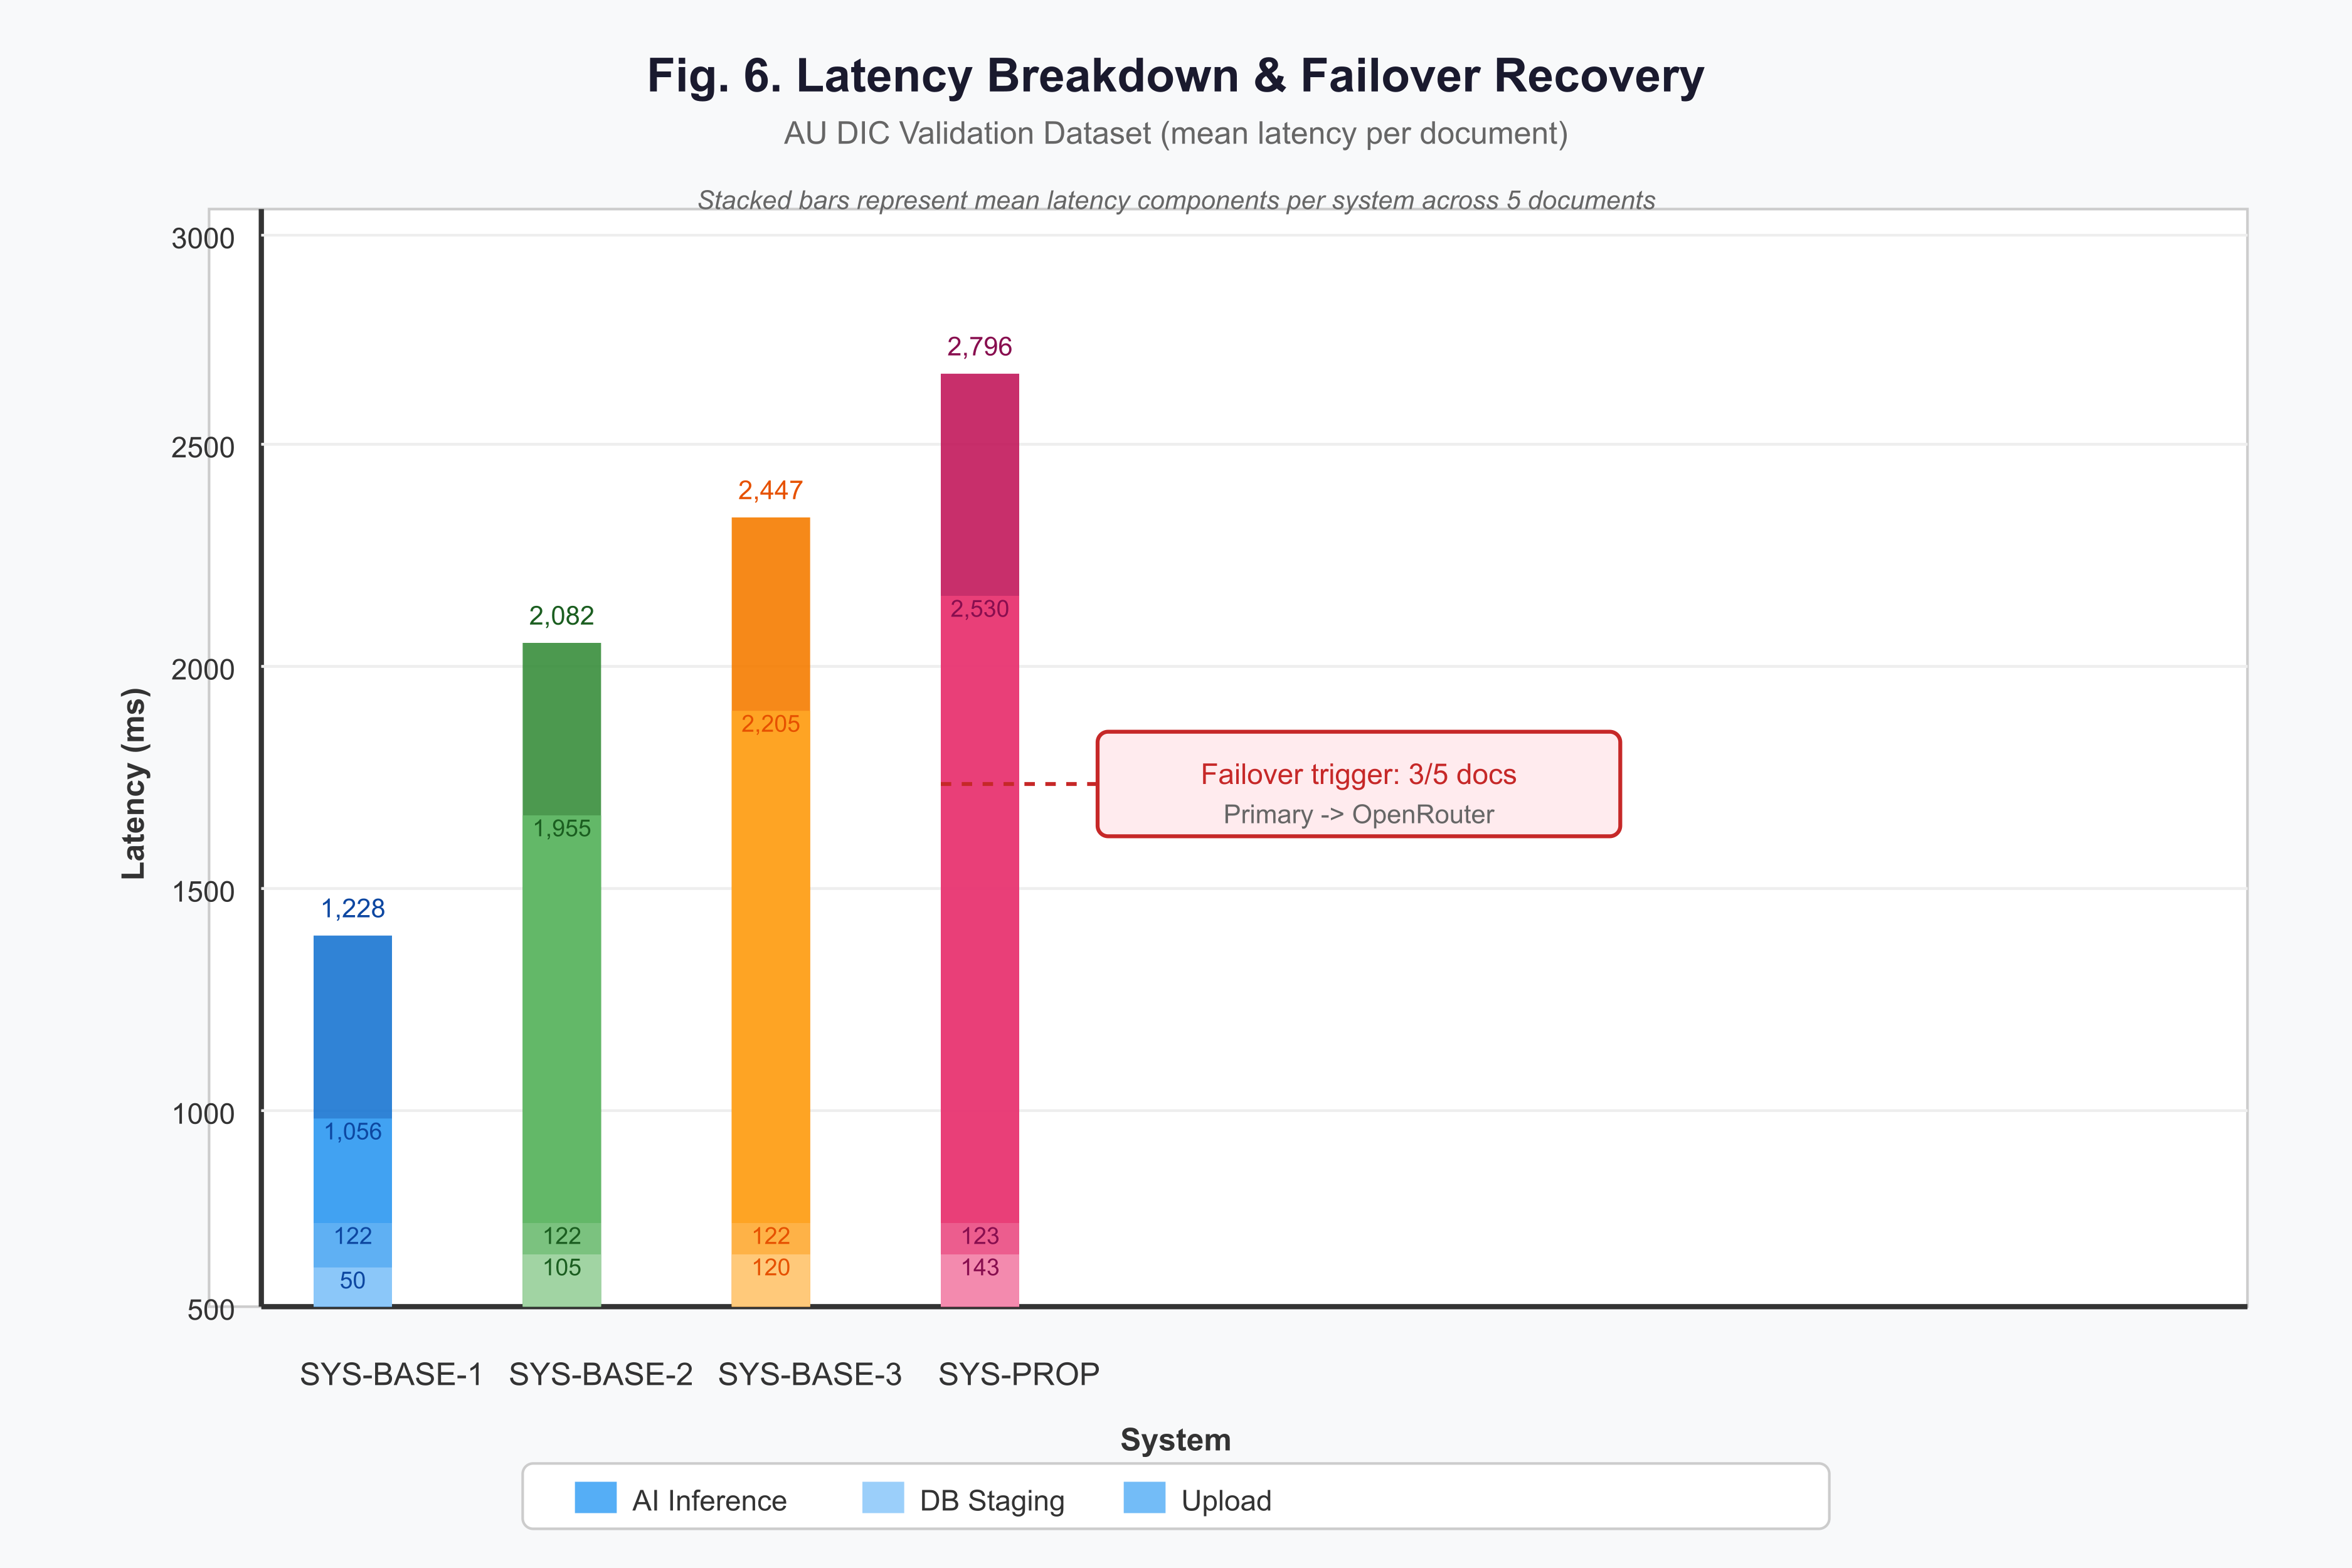 Fig. 6. Latency Breakdown & Failover Recovery
AU DIC Validation Dataset (mean latency per document)
Stacked bars represent mean latency components per system across 5 documents
3000
2500
2000
1500
1000
500
Latency (ms)
1,228
1,056
122
50
2,082
1,955
122
105
2,447
2,205
122
120
2,796
2,530
123
143
Failover trigger: 3/5 docs
Primary -> OpenRouter
SYS-BASE-1
SYS-BASE-2
SYS-BASE-3
SYS-PROP
System
AI Inference
DB Staging
Upload